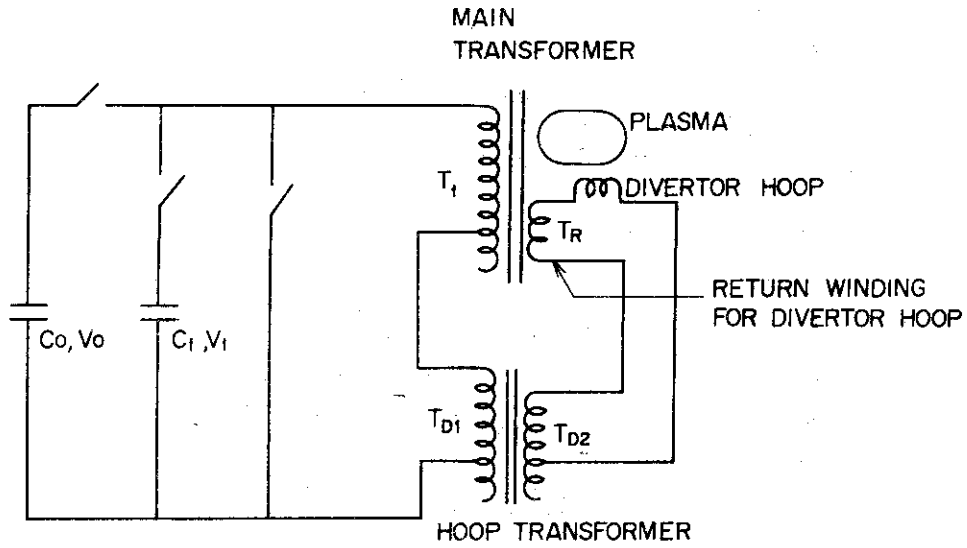 MAIN
TRANSFORMER
PLASMA
DIVERTOR HOOP
T1
TR
RETURN WINDING
FOR DIVERTOR HOOP
Co, Vo
C1, V1
TD1
TD2
HOOP TRANSFORMER